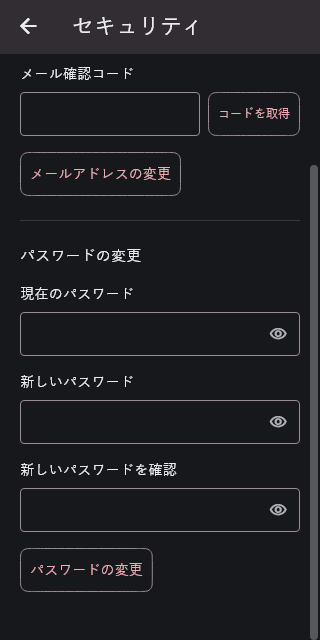 セキュリティ
メール確認コード
コードを取得
メールアドレスの変更
パスワードの変更
現在のパスワード
新しいパスワード
新しいパスワードを確認
パスワードの変更